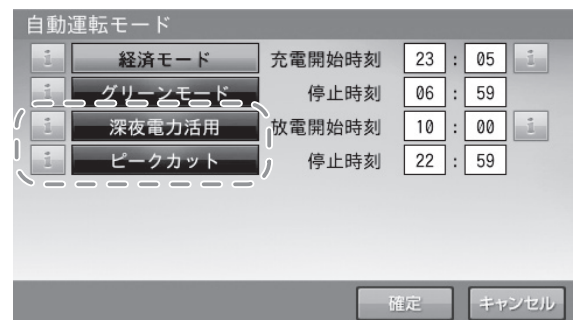 自動運転モード
i 経済モード 充電開始時刻 23 : 05 i
i グリーンモード 停止時刻 06 : 59
i 深夜電力活用 放電開始時刻 10 : 00 i
i ピークカット 停止時刻 22 : 59
確定 キャンセル